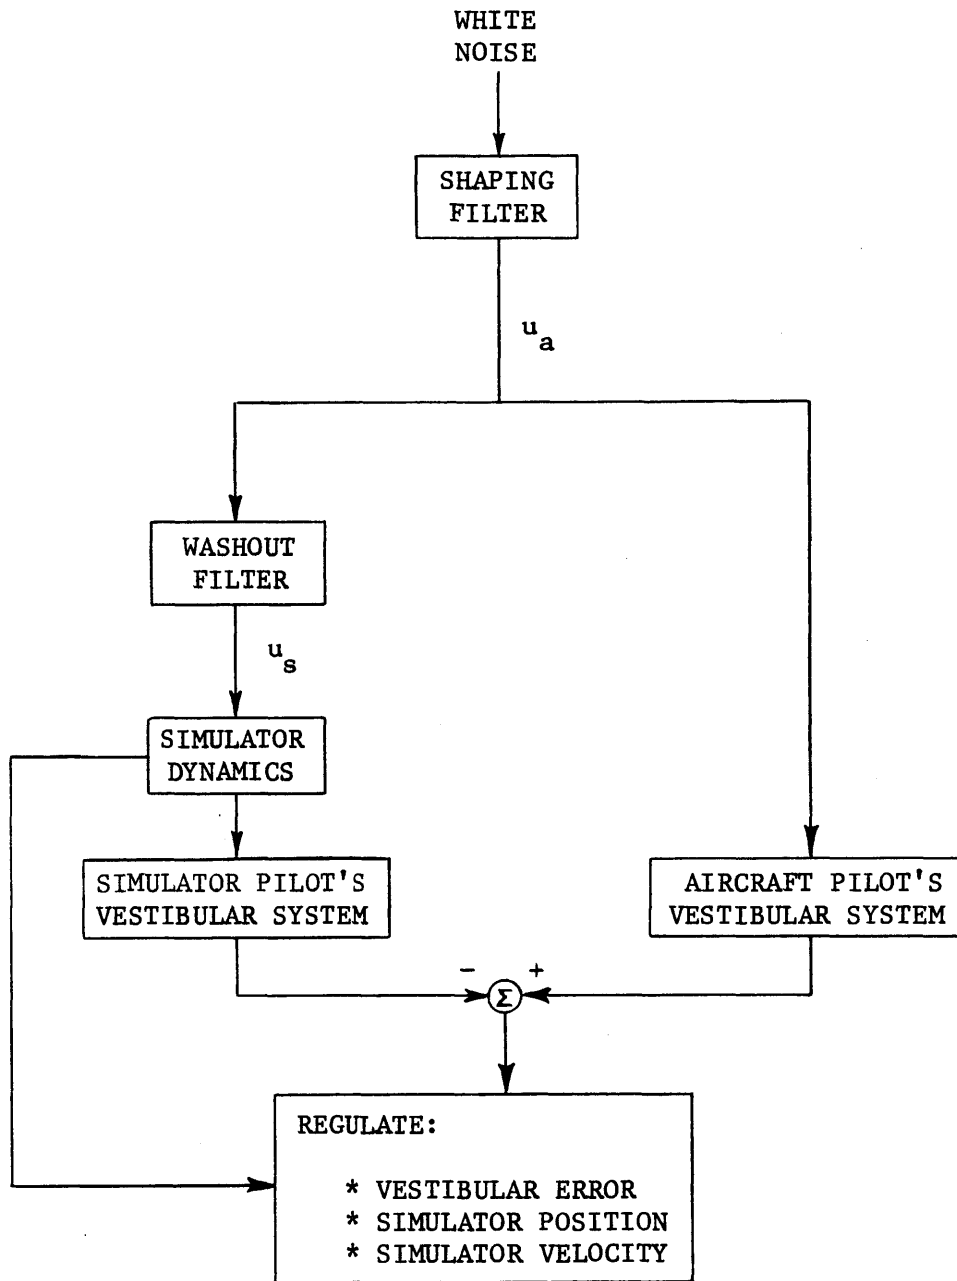 WHITE
NOISE
SHAPING
FILTER
u_a
WASHOUT
FILTER
u_s
SIMULATOR
DYNAMICS
SIMULATOR PILOT'S
VESTIBULAR SYSTEM
AIRCRAFT PILOT'S
VESTIBULAR SYSTEM
- +
Σ
REGULATE:
* VESTIBULAR ERROR
* SIMULATOR POSITION
* SIMULATOR VELOCITY